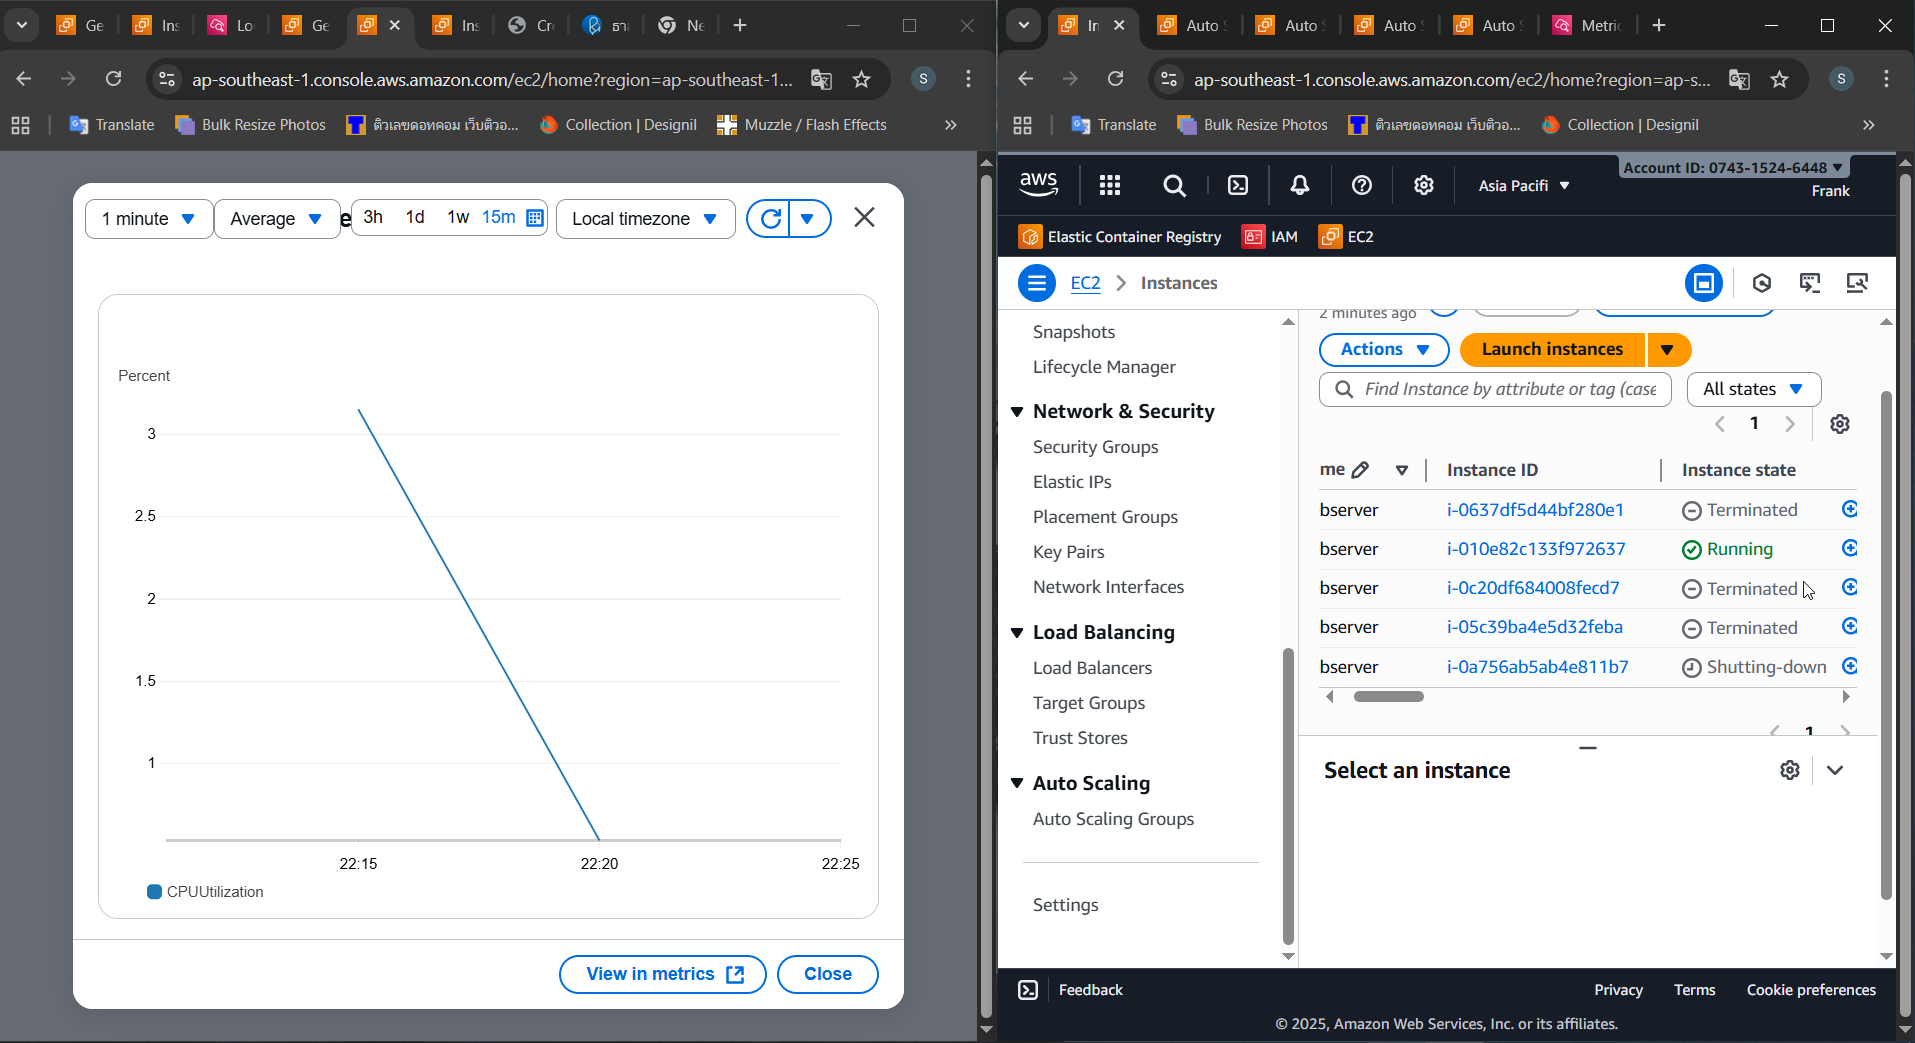 Ge
Ins
Lo
Ge
Ins
Cr
ธน
Ne
ap-southeast-1.console.aws.amazon.com/ec2/home?region=ap-southeast-1...
S
Translate
Bulk Resize Photos
ติวเลขดอทคอม เว็บติวอ...
Collection | Designil
Muzzle / Flash Effects
1 minute
Average
e
3h
1d
1w
15m
Local timezone
Percent
3
2.5
2
1.5
1
22:15
22:20
22:25
CPUUtilization
View in metrics
Close
In
Auto S
Auto S
Auto S
Auto S
Metric
ap-southeast-1.console.aws.amazon.com/ec2/home?region=ap-s...
S
Translate
Bulk Resize Photos
ติวเลขดอทคอม เว็บติวอ...
Collection | Designil
aws
Asia Pacifi
Account ID: 0743-1524-6448
Frank
Elastic Container Registry
IAM
EC2
EC2
Instances
Snapshots
Lifecycle Manager
Network & Security
Security Groups
Elastic IPs
Placement Groups
Key Pairs
Network Interfaces
Load Balancing
Load Balancers
Target Groups
Trust Stores
Auto Scaling
Auto Scaling Groups
Settings
2 minutes ago
Actions
Launch instances
Find Instance by attribute or tag (case
All states
1
me
Instance ID
Instance state
bserver i-0637df5d44bf280e1 Terminated
bserver i-010e82c133f972637 Running
bserver i-0c20df684008fecd7 Terminated
bserver i-05c39ba4e5d32feba Terminated
bserver i-0a756ab5ab4e811b7 Shutting-down
1
Select an instance
Feedback
Privacy
Terms
Cookie preferences
© 2025, Amazon Web Services, Inc. or its affiliates.